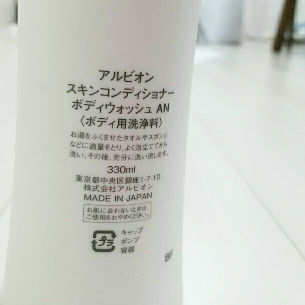 アルビオン
スキンコンディショナー
ボディウォッシュ AN
〈ボディ用洗浄料〉
お湯をふくませたタオルやスポンジ
などに適量をとり、よく泡立ててから
洗い、その後、充分に洗い流します。
330ml
東京都中央区銀座1-7-10
株式会社アルビオン
MADE IN JAPAN
お肌に合わないときは、
ご使用をおやめください。
プラ
キャップ
ポンプ
容器
BF